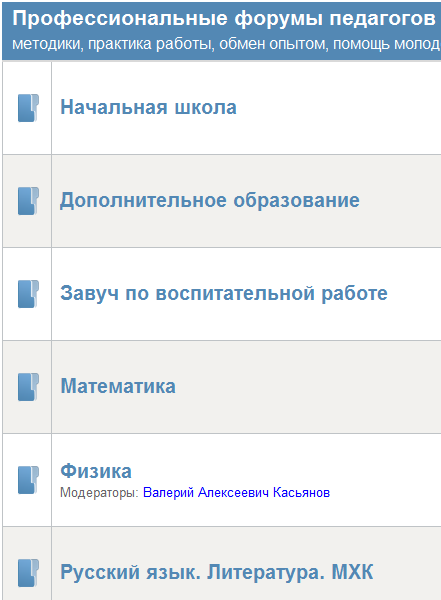 Профессиональные форумы педагогов
методики, практика работы, обмен опытом, помощь молод
Начальная школа
Дополнительное образование
Завуч по воспитательной работе
Математика
Физика
Модераторы: Валерий Алексеевич Касьянов
Русский язык. Литература. МХК